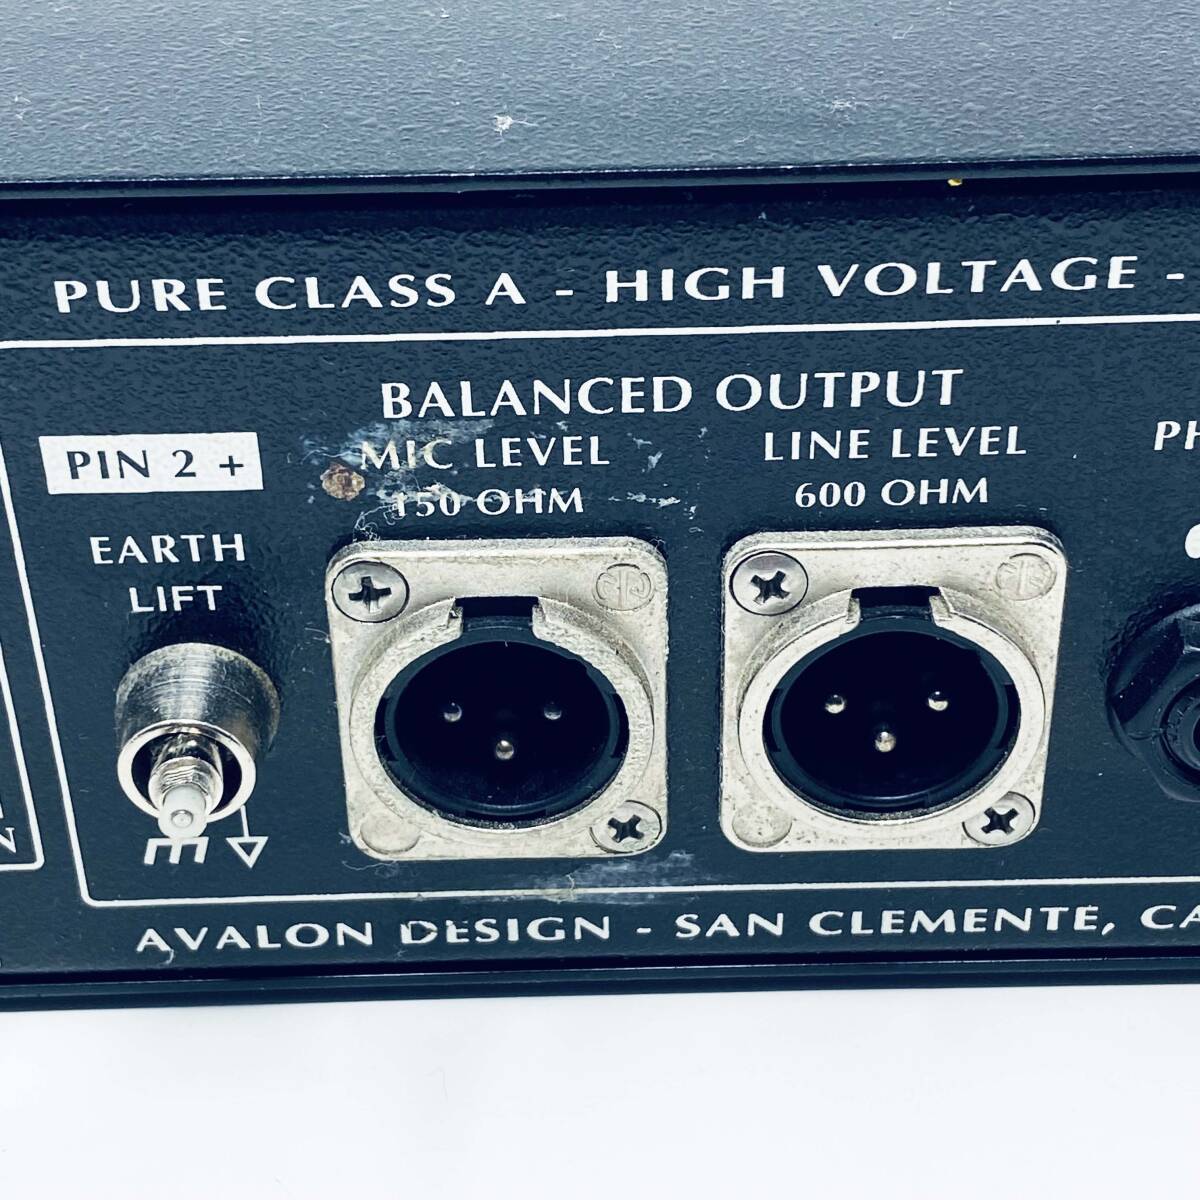 PURE CLASS A - HIGH VOLTAGE -
BALANCED OUTPUT
PIN 2 +
MIC LEVEL
150 OHM
LINE LEVEL
600 OHM
PH
EARTH
LIFT
N
AVALON DESIGN - SAN CLEMENTE, CA